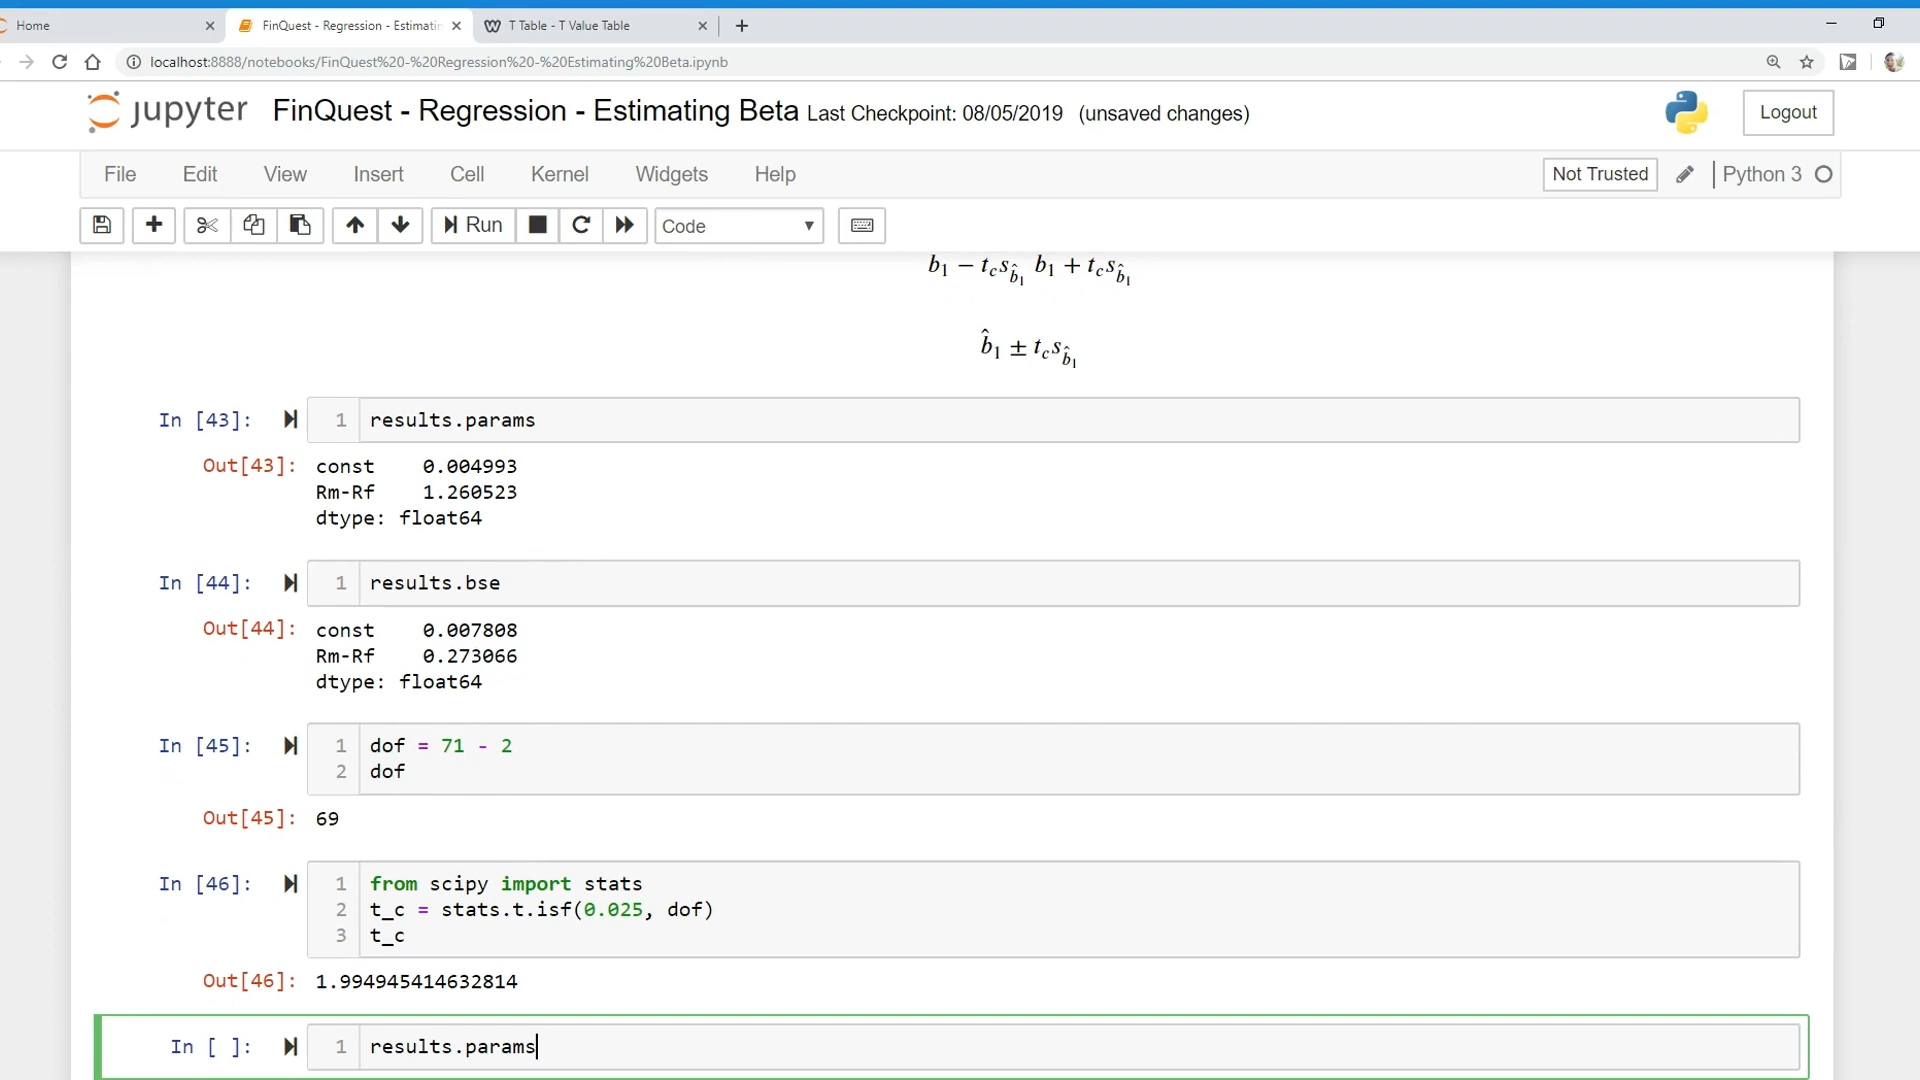 Home
FinQuest - Regression - Estimatin
T Table - T Value Table
localhost:8888/notebooks/FinQuest%20-%20Regression%20-%20Estimating%20Beta.ipynb
jupyter FinQuest - Regression - Estimating Beta Last Checkpoint: 08/05/2019 (unsaved changes)
Logout
File Edit View Insert Cell Kernel Widgets Help
Not Trusted
Python 3
Run
Code
b̂₁ − t_c s_b̂₁ b̂₁ + t_c s_b̂₁
b̂₁ ± t_c s_b̂₁
In [43]: 1 results.params
Out[43]: const 0.004993
Rm-Rf 1.260523
dtype: float64
In [44]: 1 results.bse
Out[44]: const 0.007808
Rm-Rf 0.273066
dtype: float64
In [45]: 1 dof = 71 - 2
2 dof
Out[45]: 69
In [46]: 1 from scipy import stats
2 t_c = stats.t.isf(0.025, dof)
3 t_c
Out[46]: 1.994945414632814
In [ ]: 1 results.params